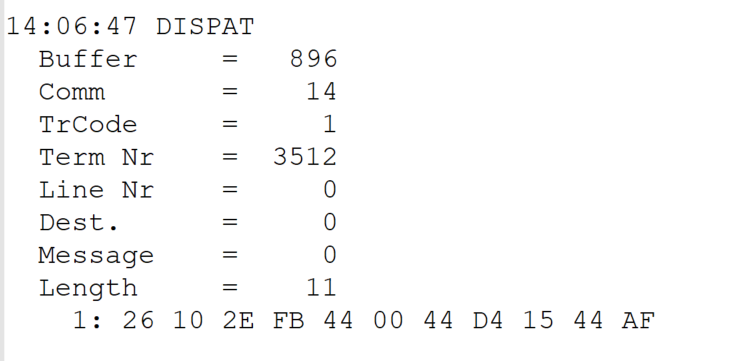 14:06:47 DISPAT
Buffer = 896
Comm = 14
TrCode = 1
Term Nr = 3512
Line Nr = 0
Dest. = 0
Message = 0
Length = 11
1: 26 10 2E FB 44 00 44 D4 15 44 AF